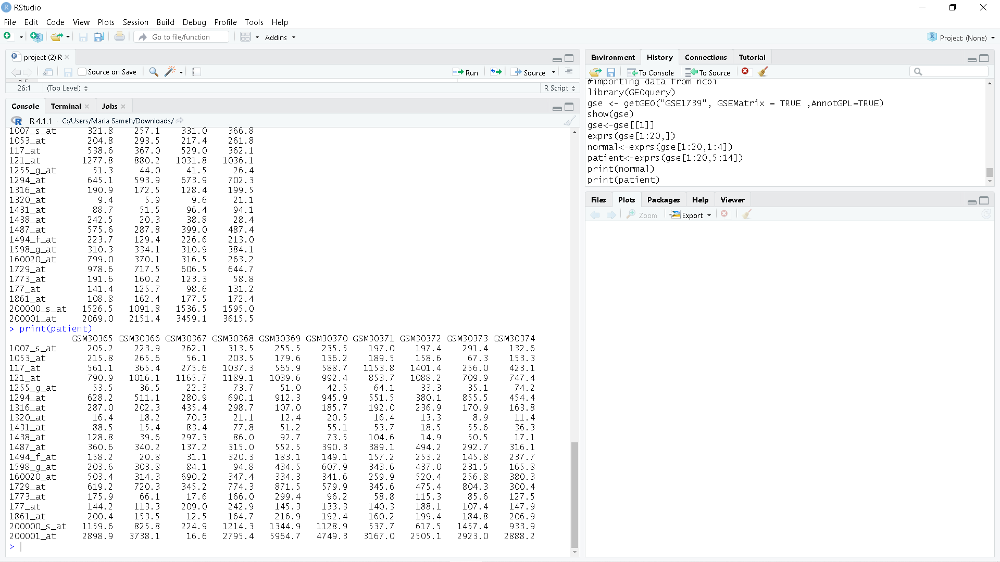 RStudio
File Edit Code View Plots Session Build Debug Profile Tools Help
Go to file/function Addins Project: (None)
project (2).R
Source on Save Run Source
15
26:1 (Top Level) R Script
Console Terminal Jobs
R 4.1.1 · C:/Users/Maria Sameh/Downloads/
1007_s_at 321.8 257.1 331.0 366.8
1053_at 204.8 293.5 217.4 261.8
117_at 538.6 367.0 529.0 362.1
121_at 1277.8 880.2 1031.8 1036.1
1255_g_at 51.3 44.0 41.5 26.4
1294_at 645.1 593.9 673.9 702.3
1316_at 190.9 172.5 128.4 199.5
1320_at 9.4 5.9 9.6 21.1
1431_at 88.7 51.5 96.4 94.1
1438_at 242.5 20.3 38.8 28.4
1487_at 575.6 287.8 399.0 487.4
1494_f_at 223.7 129.4 226.6 213.0
1598_g_at 310.3 334.1 310.9 384.1
160020_at 799.0 370.1 316.5 263.2
1729_at 978.6 717.5 606.5 644.7
1773_at 191.6 160.2 123.3 58.8
177_at 141.4 125.7 98.6 131.2
1861_at 108.8 162.4 177.5 172.4
200000_s_at 1526.5 1091.8 1536.5 1595.0
200001_at 2069.0 2151.4 3459.1 3615.5
> print(patient)
GSM30365 GSM30366 GSM30367 GSM30368 GSM30369 GSM30370 GSM30371 GSM30372 GSM30373 GSM30374
1007_s_at 205.2 223.9 262.1 313.5 255.5 235.5 197.0 197.4 291.4 132.6
1053_at 215.8 265.6 56.1 203.5 179.6 136.2 189.5 158.6 67.3 153.3
117_at 561.1 365.4 275.6 1037.3 565.9 588.7 1153.8 1401.4 256.0 423.1
121_at 790.9 1016.1 1165.7 1189.1 1039.6 992.4 853.7 1088.2 709.9 747.4
1255_g_at 53.5 36.5 22.3 73.7 51.0 42.5 64.1 33.3 35.1 74.2
1294_at 628.2 511.1 280.9 690.1 912.3 945.9 551.5 380.1 855.5 454.4
1316_at 287.0 202.3 435.4 298.7 107.0 185.7 192.0 236.9 170.9 163.8
1320_at 16.4 18.2 70.3 21.1 12.4 20.5 16.4 13.3 8.9 11.4
1431_at 88.5 15.4 83.4 77.8 51.2 55.1 53.7 18.5 55.6 36.3
1438_at 128.8 39.6 297.3 86.0 92.7 73.5 104.6 14.9 50.5 17.1
1487_at 360.6 340.2 137.2 315.0 552.5 390.3 389.1 494.2 292.7 316.1
1494_f_at 158.2 20.8 31.1 320.3 183.1 149.1 157.2 253.2 145.8 237.7
1598_g_at 203.6 303.8 84.1 94.8 434.5 607.9 343.6 437.0 231.5 165.8
160020_at 503.4 314.3 690.2 347.4 334.3 341.6 259.9 520.4 256.8 380.3
1729_at 619.2 720.3 345.2 774.3 871.5 579.9 345.6 475.4 804.3 300.4
1773_at 175.9 66.1 17.6 166.0 299.4 96.2 58.8 115.3 85.6 127.5
177_at 144.2 113.3 209.0 242.9 145.3 133.3 140.3 188.1 107.4 147.9
1861_at 200.4 153.5 12.5 164.7 216.9 192.4 160.2 199.4 184.8 206.9
200000_s_at 1159.6 825.8 224.9 1214.3 1344.9 1128.9 537.7 617.5 1457.4 933.9
200001_at 2898.9 3738.1 16.6 2795.4 5964.7 4749.3 3167.0 2505.1 2923.0 2888.2
>
Environment History Connections Tutorial
To Console To Source
#importing data from ncbi
library(GEOquery)
gse <- getGEO("GSE1739", GSEMatrix = TRUE ,AnnotGPL=TRUE)
show(gse)
gse<-gse[[1]]
exprs(gse[1:20,])
normal<-exprs(gse[1:20,1:4])
patient<-exprs(gse[1:20,5:14])
print(normal)
print(patient)
Files Plots Packages Help Viewer
Zoom Export